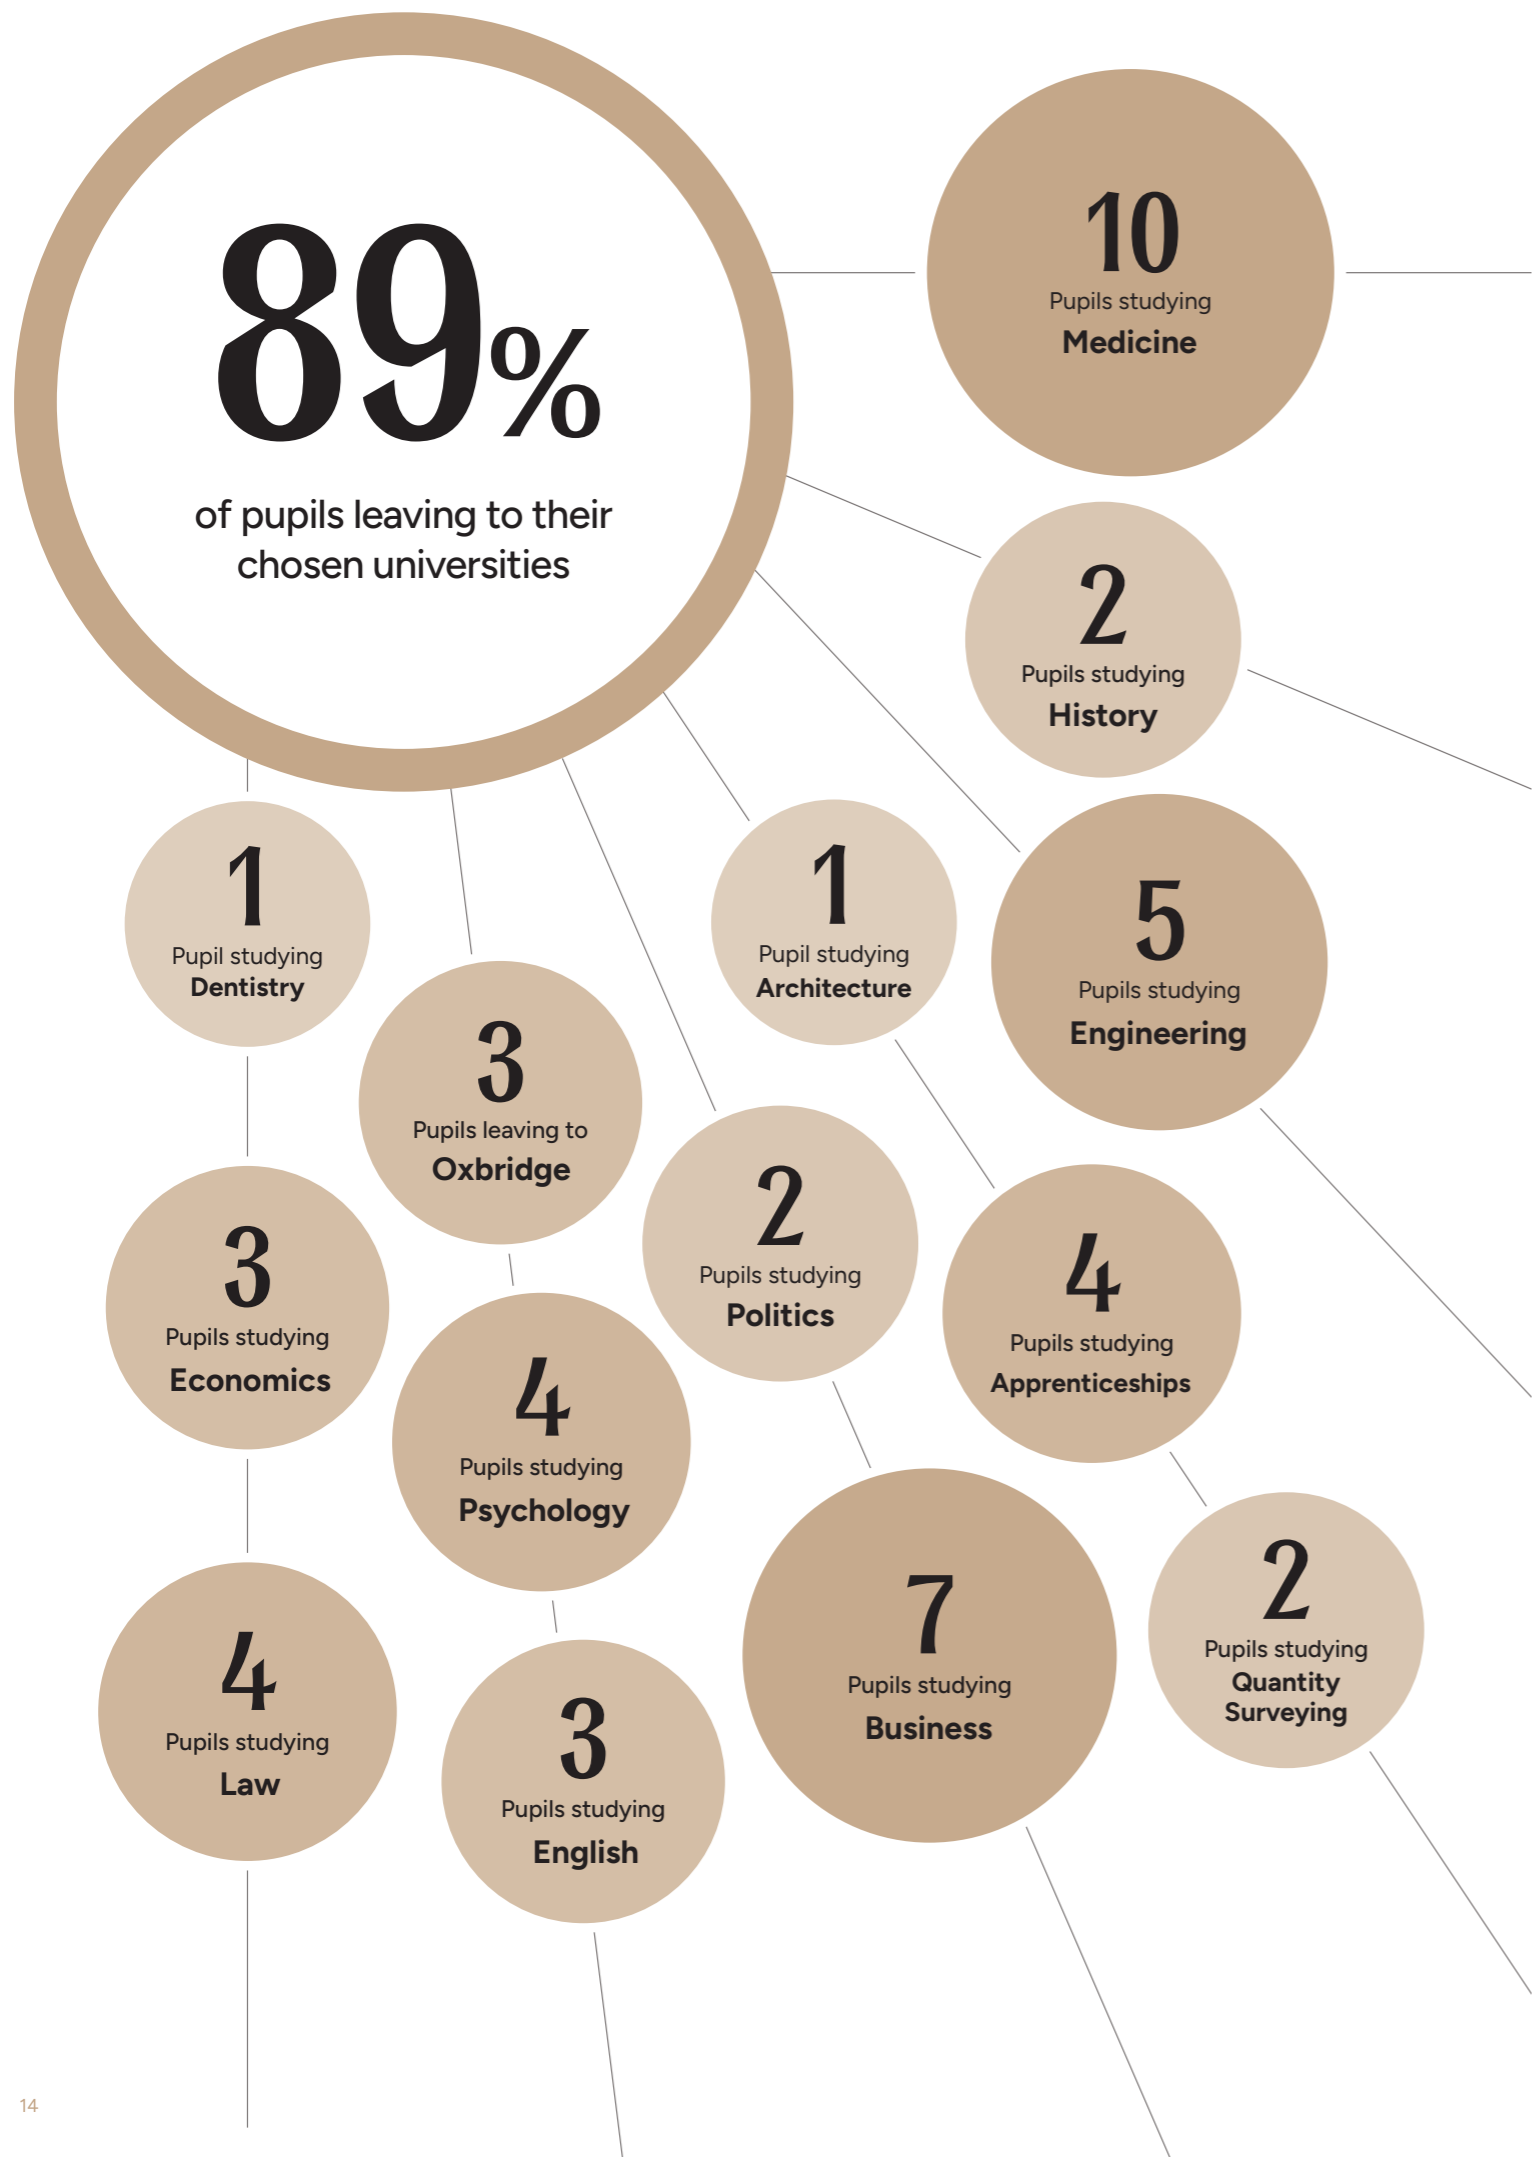 89%
of pupils leaving to their
chosen universities
10
Pupils studying
Medicine
2
Pupils studying
History
1
Pupil studying
Dentistry
1
Pupil studying
Architecture
5
Pupils studying
Engineering
3
Pupils leaving to
Oxbridge
2
Pupils studying
Politics
4
Pupils studying
Apprenticeships
3
Pupils studying
Economics
4
Pupils studying
Psychology
7
Pupils studying
Business
2
Pupils studying
Quantity
Surveying
4
Pupils studying
Law
3
Pupils studying
English
14